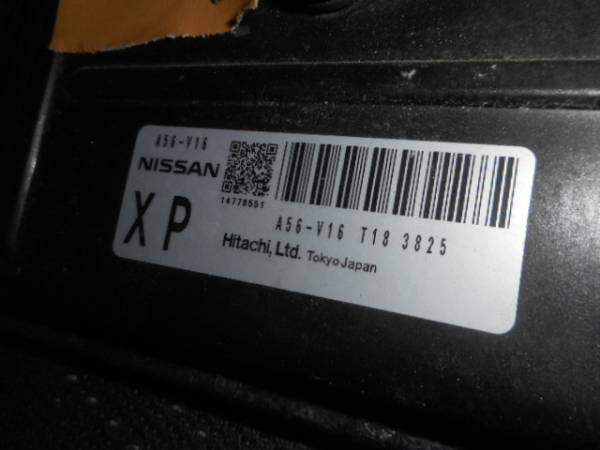 A56-V16
NISSAN
14778551
XP
A56-V16 T18 3825
Hitachi, Ltd. Tokyo Japan